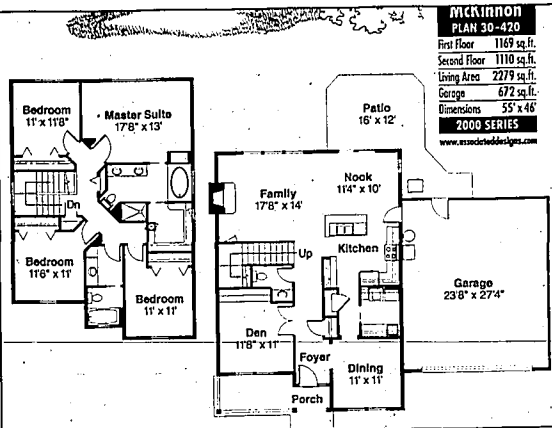 McKinnon
PLAN 30-420
First Floor 1169 sq.ft.
Second Floor 1110 sq.ft.
Living Area 2279 sq.ft.
Garage 672 sq.ft.
Dimensions 55' x 46'
2000 SERIES
www.associateddesigns.com
Bedroom
11' x 11'8"
Master Suite
17'8" x 13'
Dn
Bedroom
11'6" x 11'
Bedroom
11' x 11'
Patio
16' x 12'
Nook
11'4" x 10'
Family
17'8" x 14'
Kitchen
Up
Garage
23'8" x 27'4"
Den
11'8" x 11'
Foyer
Dining
11' x 11'
Porch